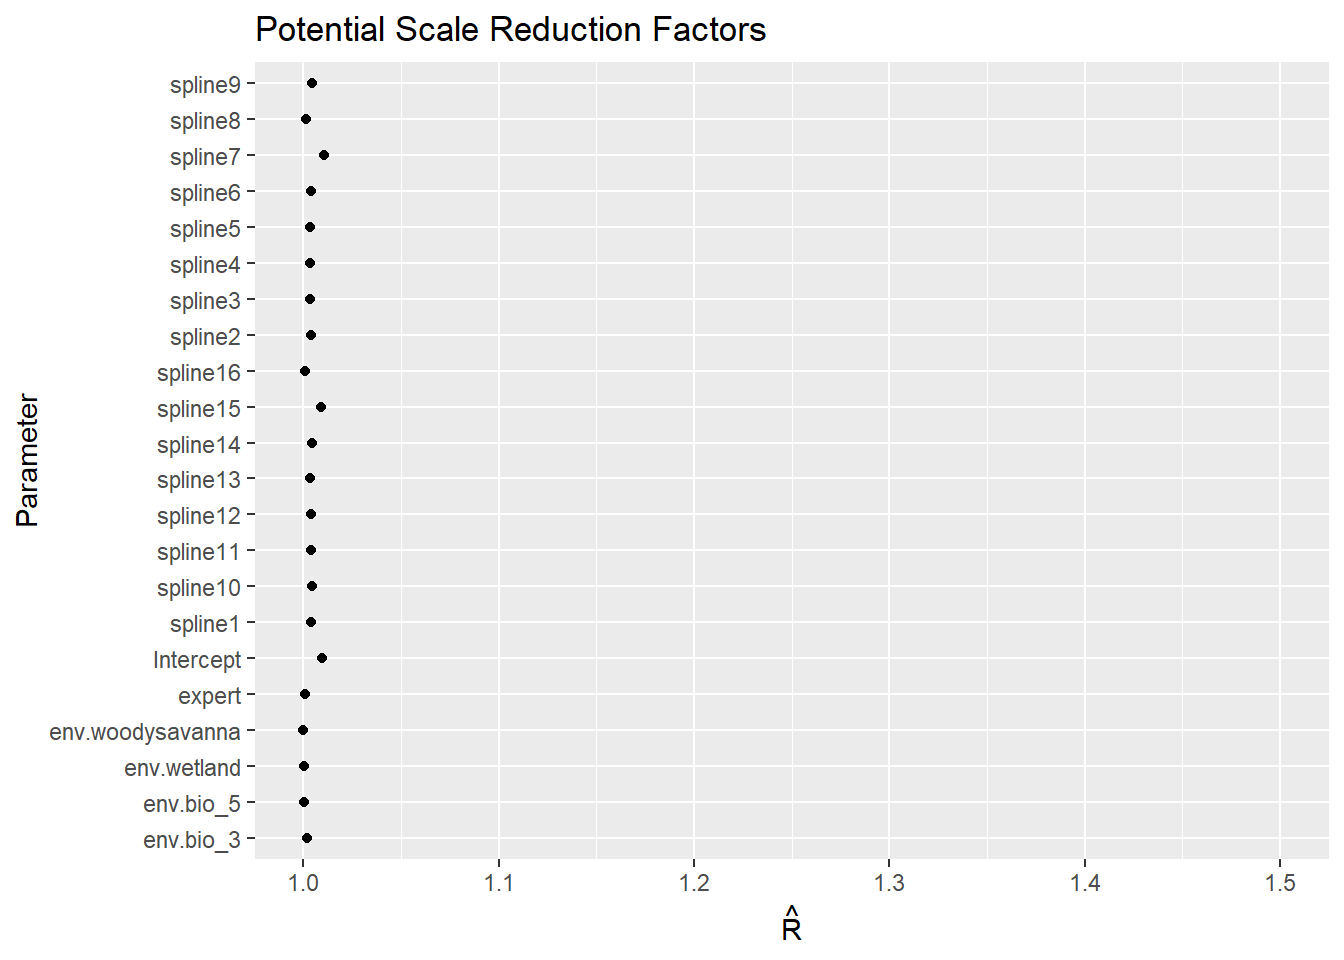 Potential Scale Reduction Factors
spline9
spline8
spline7
spline6
spline5
spline4
spline3
spline2
spline16
spline15
spline14
spline13
spline12
spline11
spline10
spline1
Intercept
expert
env.woodysavanna
env.wetland
env.bio_5
env.bio_3
Parameter
1.0 1.1 1.2 1.3 1.4 1.5
R̂